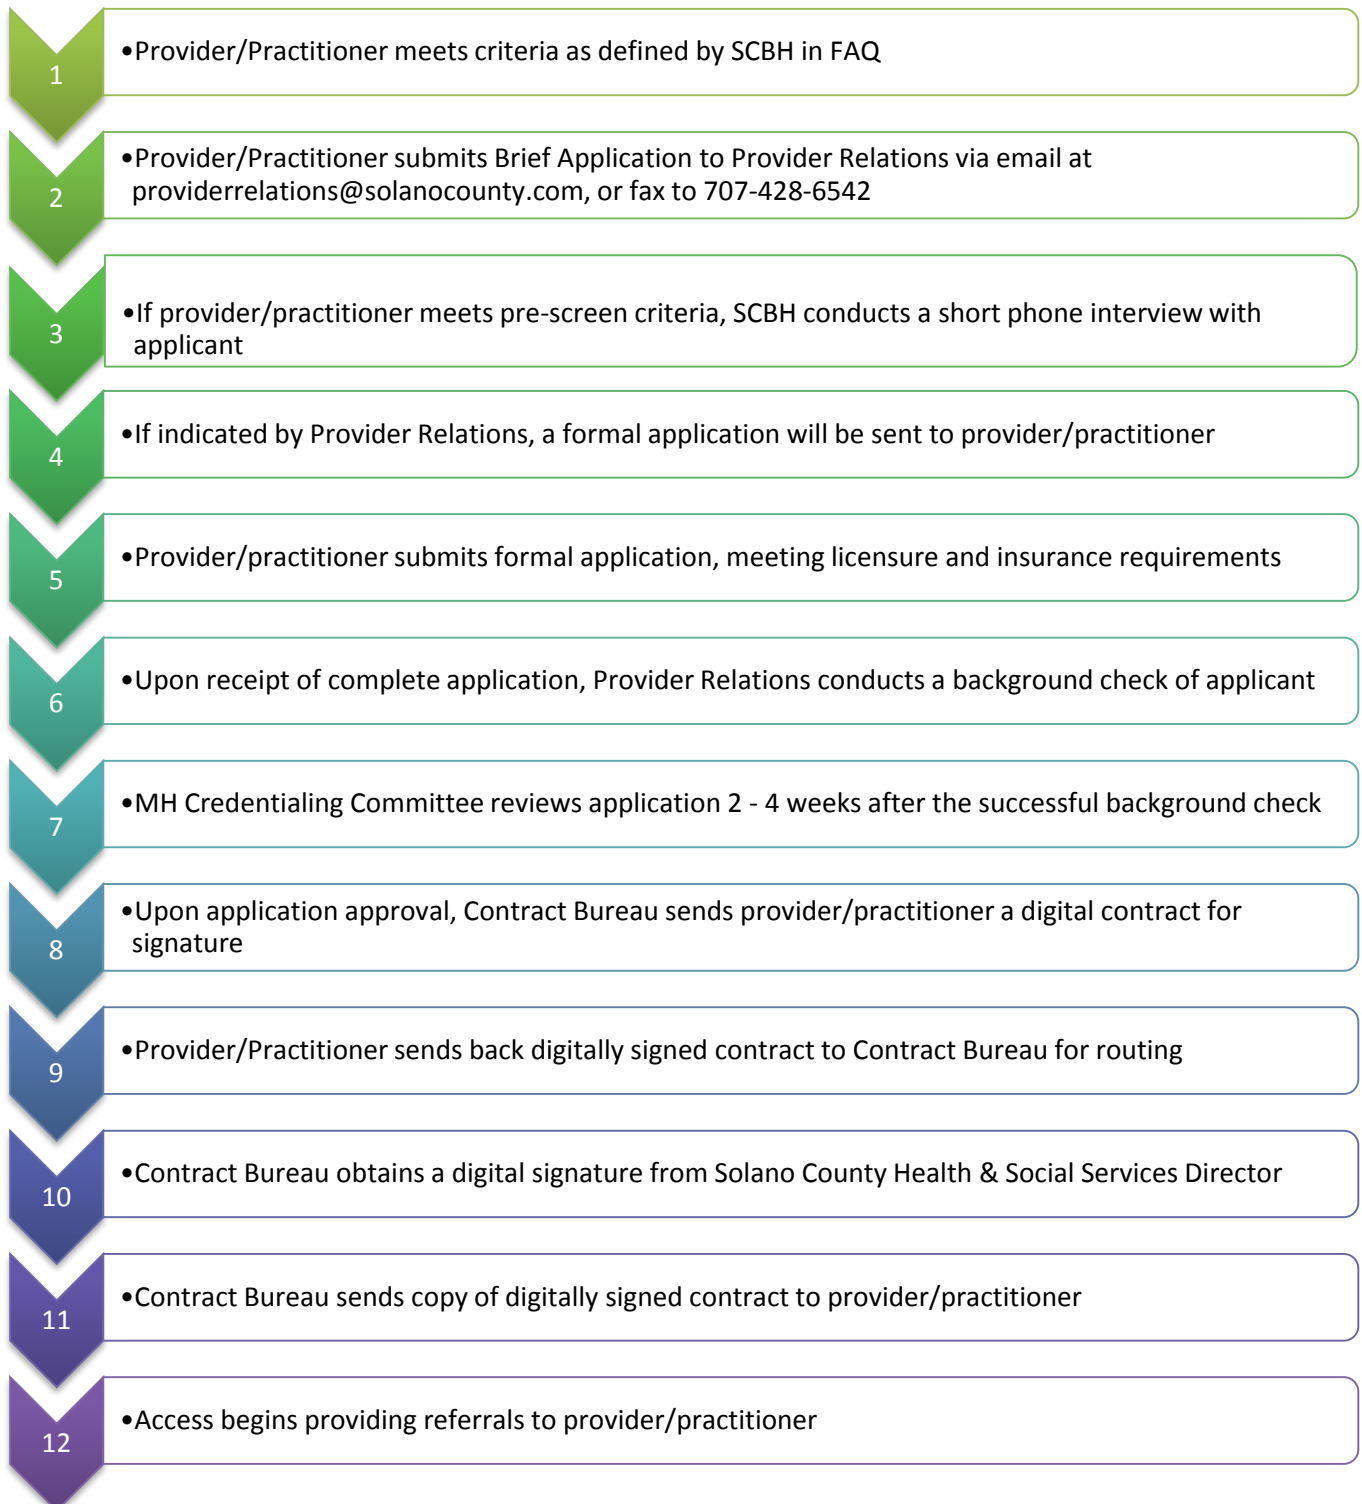 1
•Provider/Practitioner meets criteria as defined by SCBH in FAQ
2
•Provider/Practitioner submits Brief Application to Provider Relations via email at
providerrelations@solanocounty.com, or fax to 707-428-6542
3
•If provider/practitioner meets pre-screen criteria, SCBH conducts a short phone interview with
applicant
4
•If indicated by Provider Relations, a formal application will be sent to provider/practitioner
5
•Provider/practitioner submits formal application, meeting licensure and insurance requirements
6
•Upon receipt of complete application, Provider Relations conducts a background check of applicant
7
•MH Credentialing Committee reviews application 2 - 4 weeks after the successful background check
8
•Upon application approval, Contract Bureau sends provider/practitioner a digital contract for
signature
9
•Provider/Practitioner sends back digitally signed contract to Contract Bureau for routing
10
•Contract Bureau obtains a digital signature from Solano County Health & Social Services Director
11
•Contract Bureau sends copy of digitally signed contract to provider/practitioner
12
•Access begins providing referrals to provider/practitioner